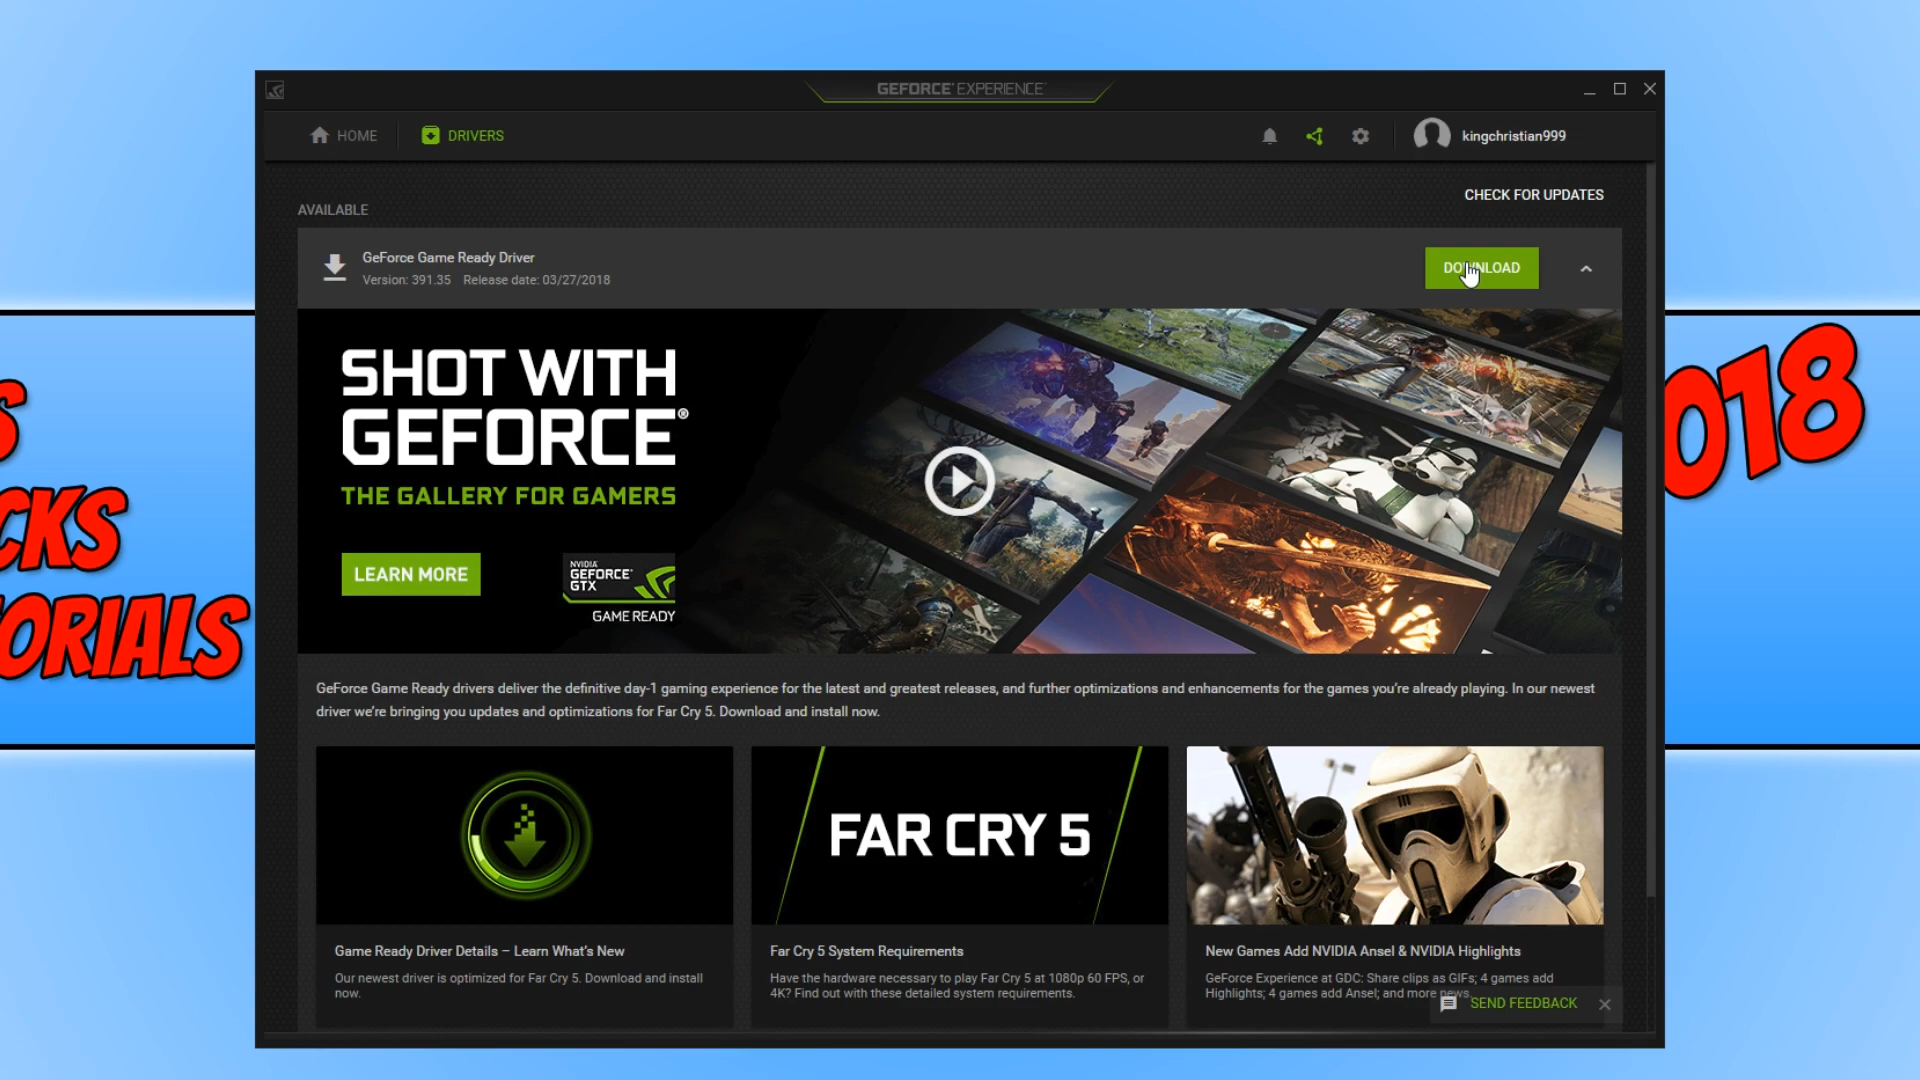 GEFORCE® EXPERIENCE™
HOME
DRIVERS
kingchristian999
CHECK FOR UPDATES
AVAILABLE
GeForce Game Ready Driver
Version: 391.35 Release date: 03/27/2018
DOWNLOAD
SHOT WITH
GEFORCE®
THE GALLERY FOR GAMERS
LEARN MORE
NVIDIA
GEFORCE®
GTX
GAME READY
GeForce Game Ready drivers deliver the definitive day-1 gaming experience for the latest and greatest releases, and further optimizations and enhancements for the games you're already playing. In our newest
driver we're bringing you updates and optimizations for Far Cry 5. Download and install now.
FAR CRY 5
Game Ready Driver Details – Learn What's New
Our newest driver is optimized for Far Cry 5. Download and install
now.
Far Cry 5 System Requirements
Have the hardware necessary to play Far Cry 5 at 1080p 60 FPS, or
4K? Find out with these detailed system requirements.
New Games Add NVIDIA Ansel & NVIDIA Highlights
GeForce Experience at GDC: Share clips as GIFs; 4 games add
Highlights; 4 games add Ansel; and more news.
SEND FEEDBACK
S
CKS
ORIALS
018